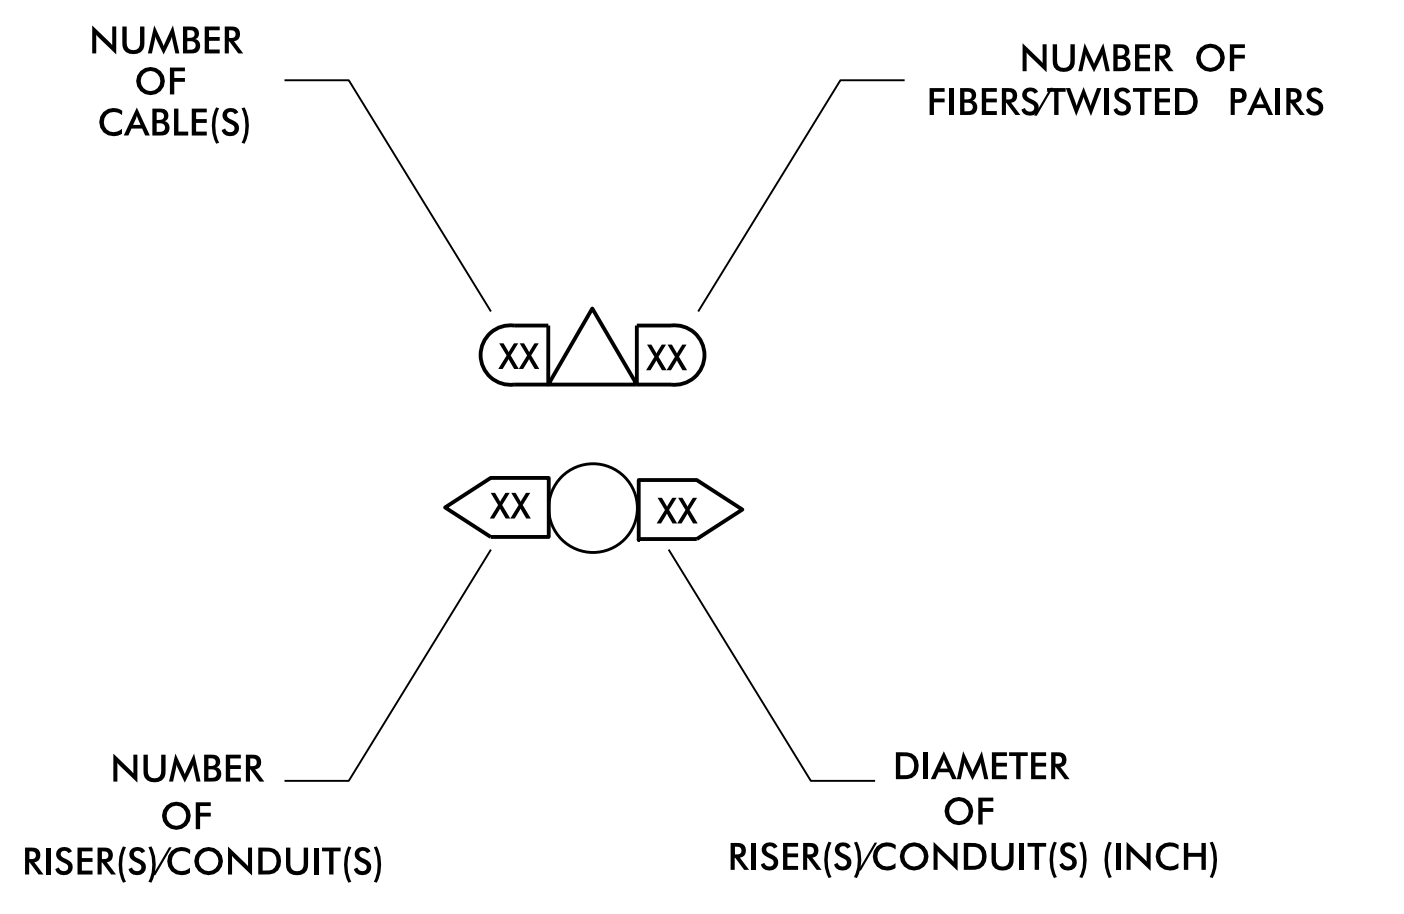 NUMBER
OF
CABLE(S)
NUMBER OF
FIBERS/TWISTED PAIRS
XX
XX
XX
XX
NUMBER
OF
RISER(S)/CONDUIT(S)
DIAMETER
OF
RISER(S)/CONDUIT(S) (INCH)